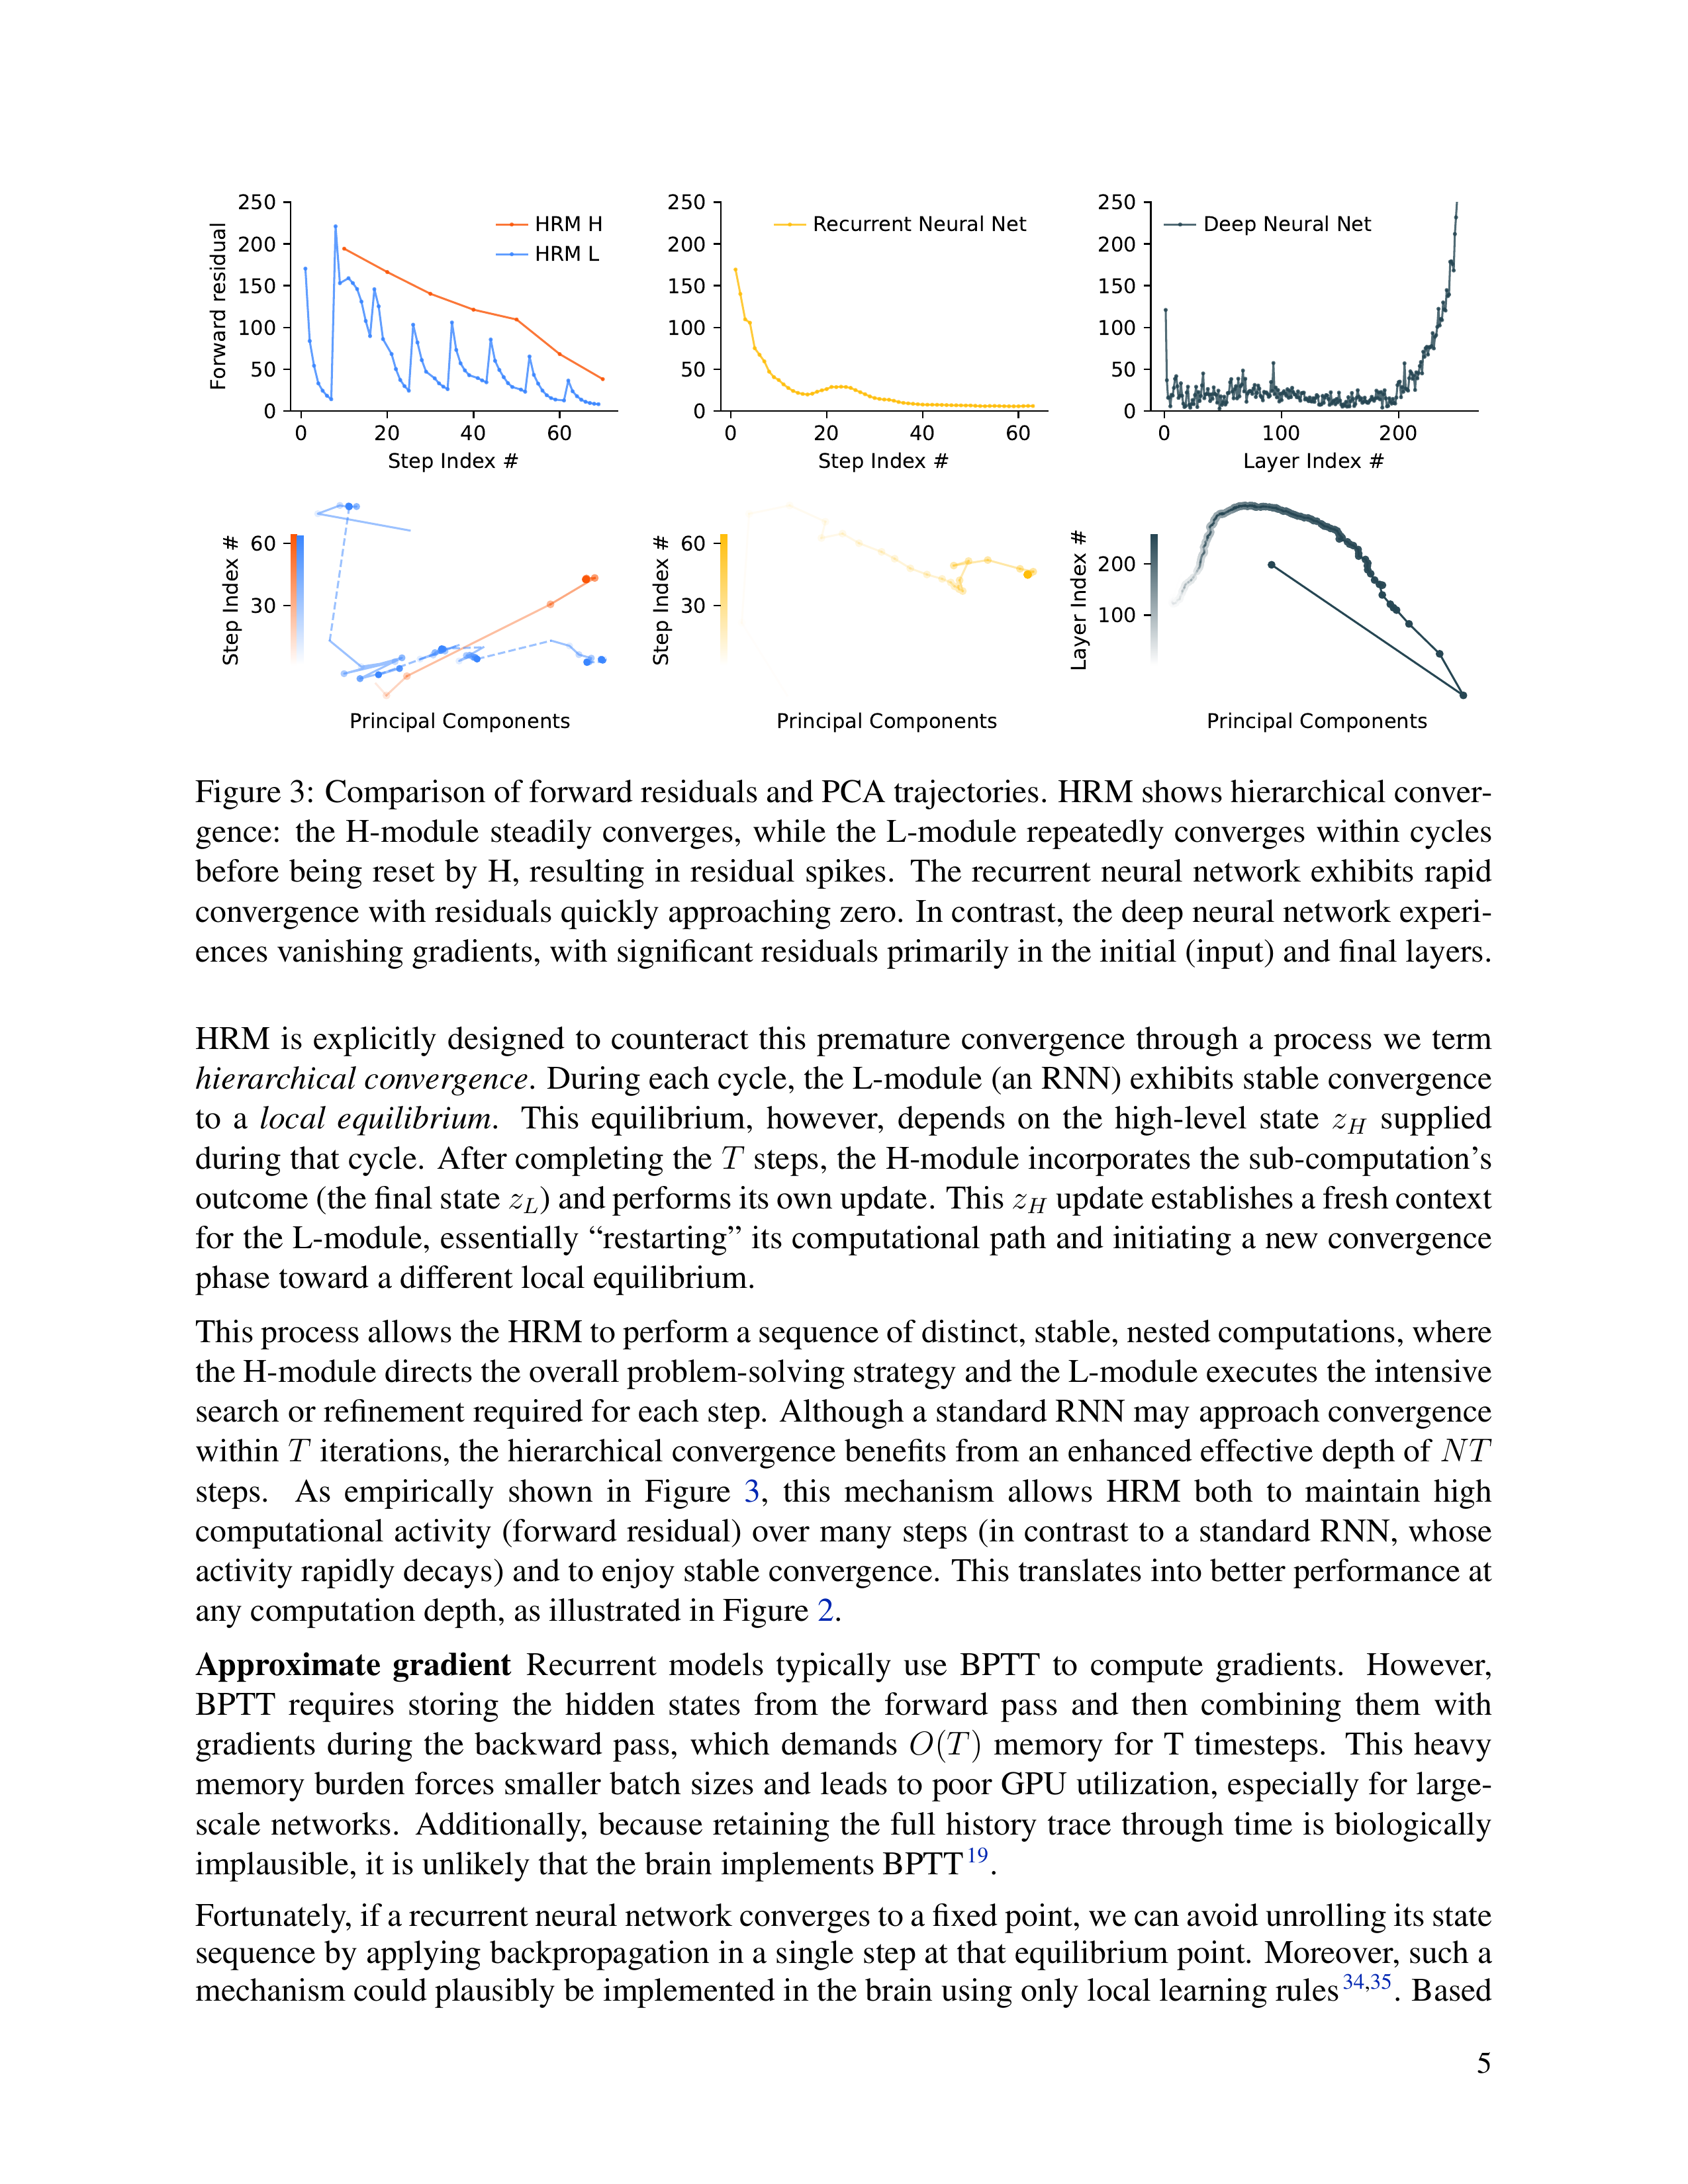 250
200
150
100
50
0
Forward residual
HRM H
HRM L
0 20 40 60
Step Index #
250
200
150
100
50
0
Recurrent Neural Net
0 20 40 60
Step Index #
250
200
150
100
50
0
Deep Neural Net
0 100 200
Layer Index #
Step Index #
60
30
Principal Components
Step Index #
60
30
Principal Components
Layer Index #
200
100
Principal Components
Figure 3: Comparison of forward residuals and PCA trajectories. HRM shows hierarchical conver-
gence: the H-module steadily converges, while the L-module repeatedly converges within cycles
before being reset by H, resulting in residual spikes. The recurrent neural network exhibits rapid
convergence with residuals quickly approaching zero. In contrast, the deep neural network experi-
ences vanishing gradients, with significant residuals primarily in the initial (input) and final layers.
HRM is explicitly designed to counteract this premature convergence through a process we term
hierarchical convergence. During each cycle, the L-module (an RNN) exhibits stable convergence
to a local equilibrium. This equilibrium, however, depends on the high-level state z_H supplied
during that cycle. After completing the T steps, the H-module incorporates the sub-computation's
outcome (the final state z_L) and performs its own update. This z_H update establishes a fresh context
for the L-module, essentially “restarting” its computational path and initiating a new convergence
phase toward a different local equilibrium.
This process allows the HRM to perform a sequence of distinct, stable, nested computations, where
the H-module directs the overall problem-solving strategy and the L-module executes the intensive
search or refinement required for each step. Although a standard RNN may approach convergence
within T iterations, the hierarchical convergence benefits from an enhanced effective depth of NT
steps. As empirically shown in Figure 3, this mechanism allows HRM both to maintain high
computational activity (forward residual) over many steps (in contrast to a standard RNN, whose
activity rapidly decays) and to enjoy stable convergence. This translates into better performance at
any computation depth, as illustrated in Figure 2.
Approximate gradient Recurrent models typically use BPTT to compute gradients. However,
BPTT requires storing the hidden states from the forward pass and then combining them with
gradients during the backward pass, which demands O(T) memory for T timesteps. This heavy
memory burden forces smaller batch sizes and leads to poor GPU utilization, especially for large-
scale networks. Additionally, because retaining the full history trace through time is biologically
implausible, it is unlikely that the brain implements BPTT19.
Fortunately, if a recurrent neural network converges to a fixed point, we can avoid unrolling its state
sequence by applying backpropagation in a single step at that equilibrium point. Moreover, such a
mechanism could plausibly be implemented in the brain using only local learning rules34,35. Based
5